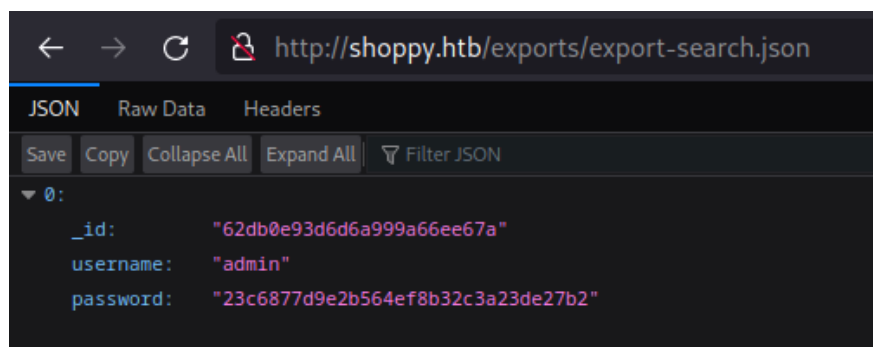 http://shoppy.htb/exports/export-search.json
JSON Raw Data Headers
Save Copy Collapse All Expand All Filter JSON
0:
_id: "62db0e93d6d6a999a66ee67a"
username: "admin"
password: "23c6877d9e2b564ef8b32c3a23de27b2"